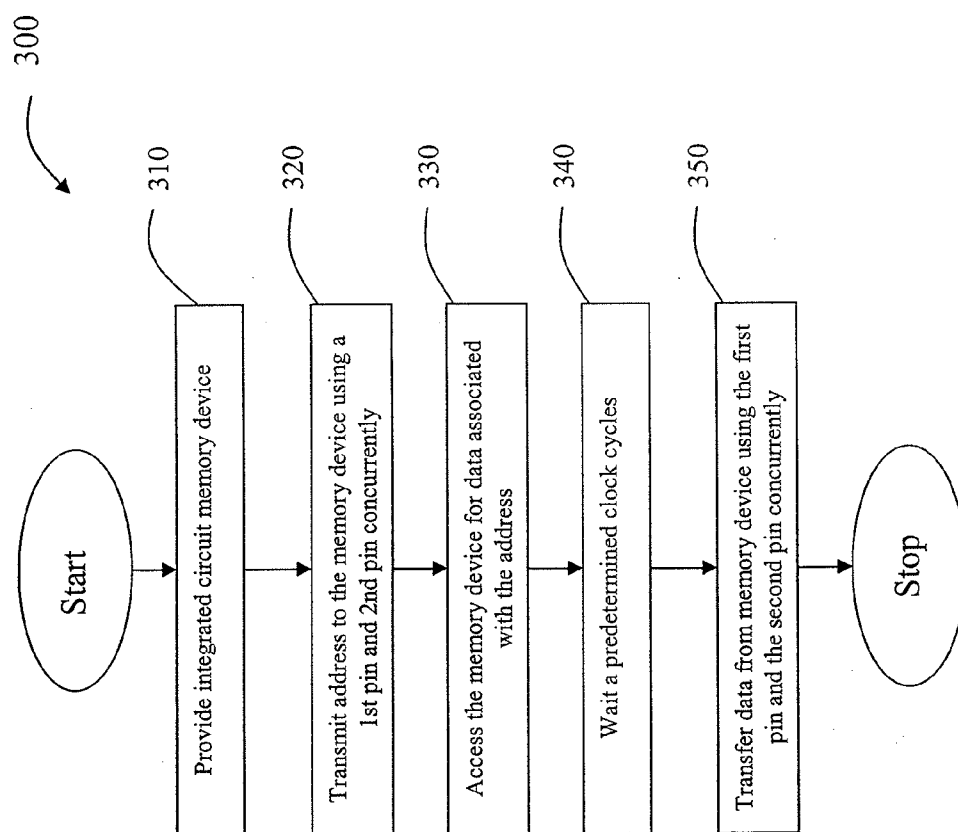 300
Start
310
Provide integrated circuit memory device
320
Transmit address to the memory device using a
1st pin and 2nd pin concurrently
330
Access the memory device for data associated
with the address
340
Wait a predetermined clock cycles
350
Transfer data from memory device using the first
pin and the second pin concurrently
Stop